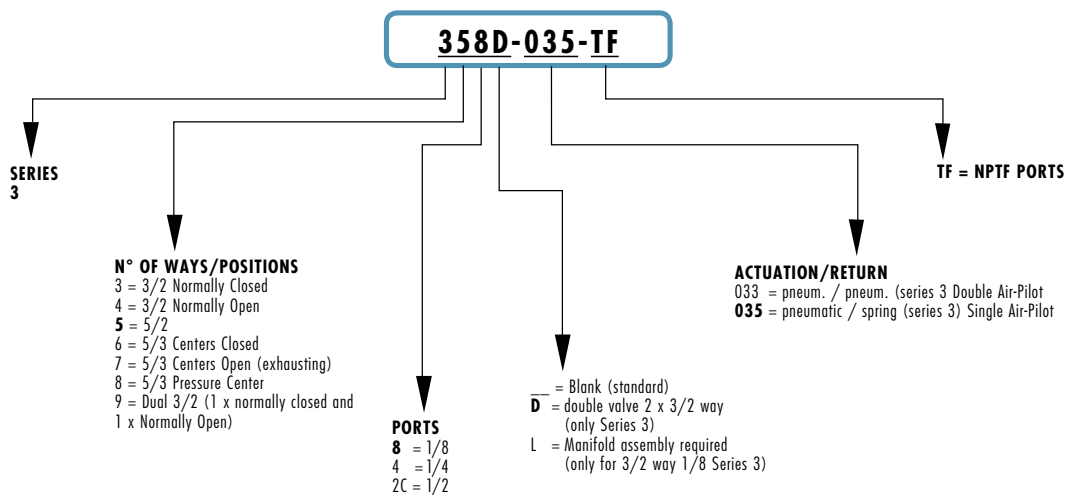 358D-035-TF
SERIES
3
N° OF WAYS/POSITIONS
3 = 3/2 Normally Closed
4 = 3/2 Normally Open
5 = 5/2
6 = 5/3 Centers Closed
7 = 5/3 Centers Open (exhausting)
8 = 5/3 Pressure Center
9 = Dual 3/2 (1 x normally closed and
1 x Normally Open)
PORTS
8 = 1/8
4 = 1/4
2C = 1/2
__ = Blank (standard)
D = double valve 2 x 3/2 way
(only Series 3)
L = Manifold assembly required
(only for 3/2 way 1/8 Series 3)
ACTUATION/RETURN
033 = pneum. / pneum. (series 3 Double Air-Pilot
035 = pneumatic / spring (series 3) Single Air-Pilot
TF = NPTF PORTS